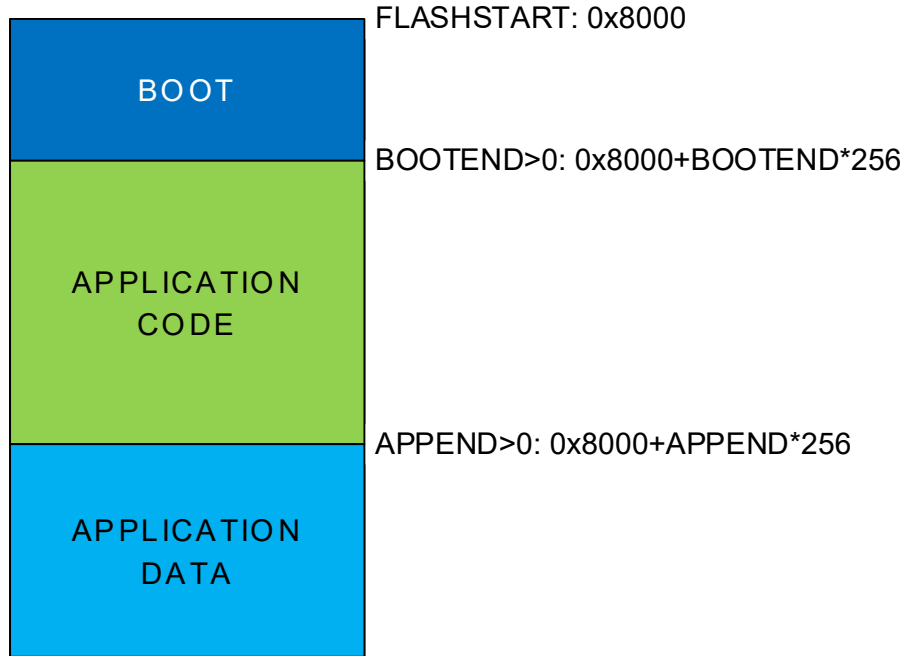 FLASHSTART: 0x8000
BOOT
BOOTEND>0: 0x8000+BOOTEND*256
APPLICATION
CODE
APPEND>0: 0x8000+APPEND*256
APPLICATION
DATA